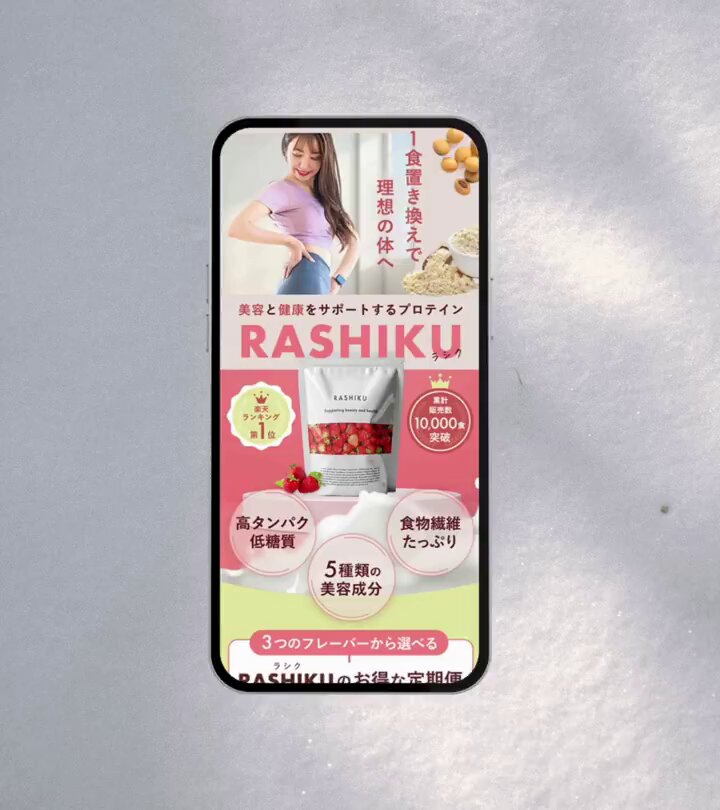 1食置き換えで
理想の体へ
美容と健康をサポートするプロテイン
RASHIKU
ラシク
RASHIKU
Supporting beauty and health
楽天
ランキング
第1位
累計
販売数
10,000食
突破
高タンパク
低糖質
食物繊維
たっぷり
5種類の
美容成分
3つのフレーバーから選べる
ラシク
RASHIKUのお得な定期便